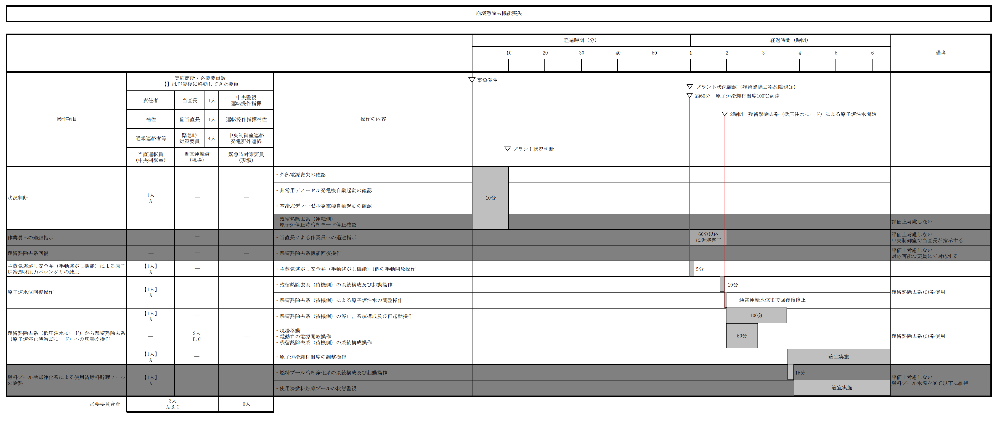 崩壊熱除去機能喪失
経過時間（分）
経過時間（時間）
10
20
30
40
50
1
2
3
4
5
6
備考
操作項目
実施箇所・必要要員数
【】は作業後に移動してきた要員
責任者
当直長
1人
中央監視
運転操作指揮
補佐
副当直長
1人
運転操作指揮補佐
通報連絡者等
緊急時
対策要員
4人
中央制御室連絡
発電所外連絡
当直運転員
（中央制御室）
当直運転員
（現場）
緊急時対策要員
（現場）
操作の内容
事象発生
プラント状況確認（残留熱除去系故障認知）
約60分　原子炉冷却材温度100℃到達
2時間　残留熱除去系（低圧注水モード）による原子炉注水開始
プラント状況判断
状況判断
1人
A
―
―
・外部電源喪失の確認
・非常用ディーゼル発電機自動起動の確認
・空冷式ディーゼル発電機自動起動の確認
・残留熱除去系（運転側）
原子炉停止時冷却モード停止確認
10分
評価上考慮しない
作業員への退避指示
―
―
―
・当直長による作業員への退避指示
60分以内
に退避完了
評価上考慮しない
中央制御室で当直長が指示する
残留熱除去系回復
―
―
―
・残留熱除去系機能回復操作
評価上考慮しない
対応可能な要員にて対応する
主蒸気逃がし安全弁（手動逃がし機能）による原子
炉冷却材圧力バウンダリの減圧
【1人】
A
―
―
・主蒸気逃がし安全弁（手動逃がし機能）1個の手動開放操作
5分
原子炉水位回復操作
【1人】
A
―
―
・残留熱除去系（待機側）の系統構成及び起動操作
10分
・残留熱除去系（待機側）による原子炉注水の調整操作
通常運転水位まで回復後停止
残留熱除去系(C)系使用
残留熱除去系（低圧注水モード）から残留熱除去系
（原子炉停止時冷却モード）への切替え操作
【1人】
A
―
・残留熱除去系（待機側）の停止，系統構成及び再起動操作
100分
―
2人
B,C
―
・現場移動
・電動弁の電源開放操作
・残留熱除去系（待機側）の系統構成操作
50分
残留熱除去系(C)系使用
【1人】
A
―
・原子炉冷却材温度の調整操作
適宜実施
燃料プール冷却浄化系による使用済燃料貯蔵プール
の除熱
【1人】
A
―
―
・燃料プール冷却浄化系の系統構成及び起動操作
15分
・使用済燃料貯蔵プールの状態監視
適宜実施
評価上考慮しない
燃料プール水温を80℃以下に維持
必要要員合計
3人
A,B,C
0人